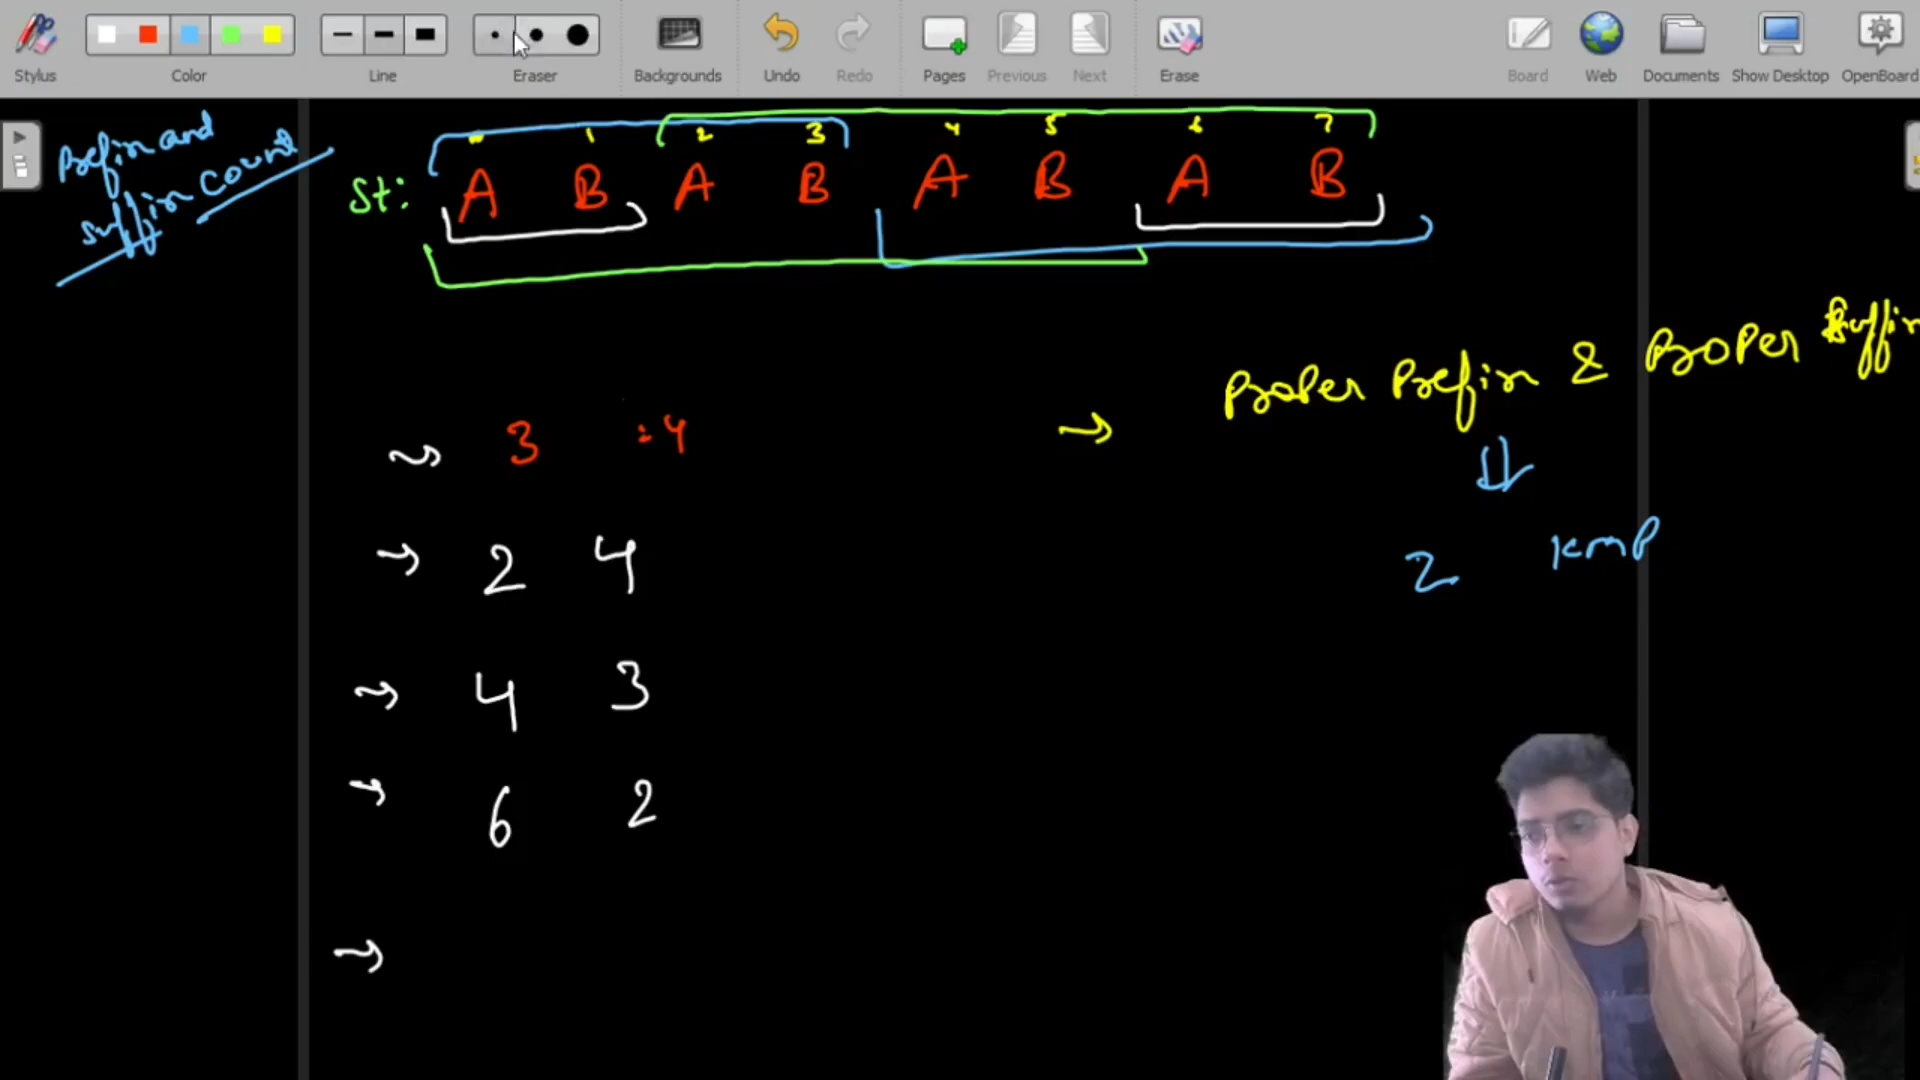 Stylus
Color
Line
Eraser
Backgrounds
Undo
Redo
Pages
Previous
Next
Erase
Board
Web
Documents
Show Desktop
OpenBoard
Prefix and
suffix count
0 1 2 3 4 5 6 7
St: A B A B A B A B
Proper Prefix & Proper Suffix
→ 3 :4
→
2 KMP
→ 2 4
→ 4 3
→ 6 2
→